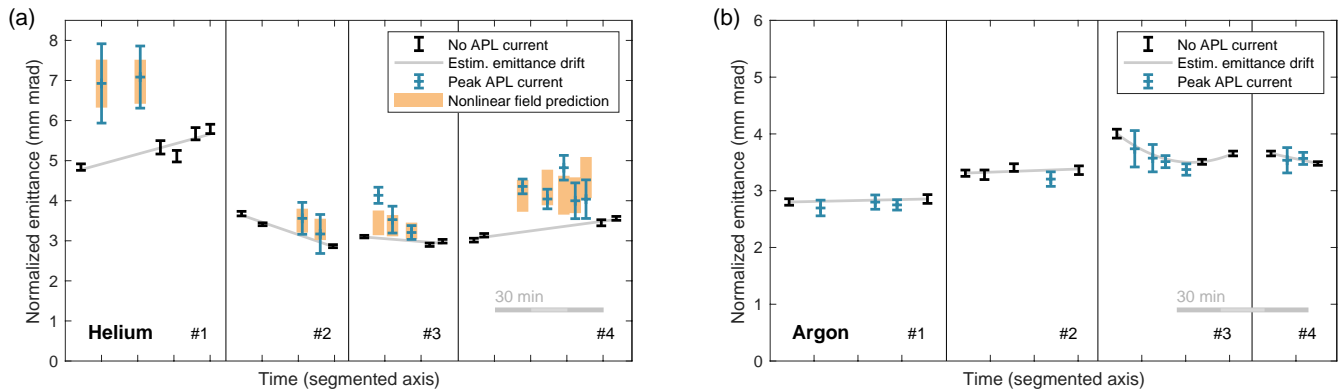 (a)
Normalized emittance (mm mrad)
8
7
6
5
4
3
2
1
0
No APL current
Estim. emittance drift
Peak APL current
Nonlinear field prediction
30 min
Helium
#1
#2
#3
#4
Time (segmented axis)
(b)
Normalized emittance (mm mrad)
6
5
4
3
2
1
0
No APL current
Estim. emittance drift
Peak APL current
30 min
Argon
#1
#2
#3
#4
Time (segmented axis)